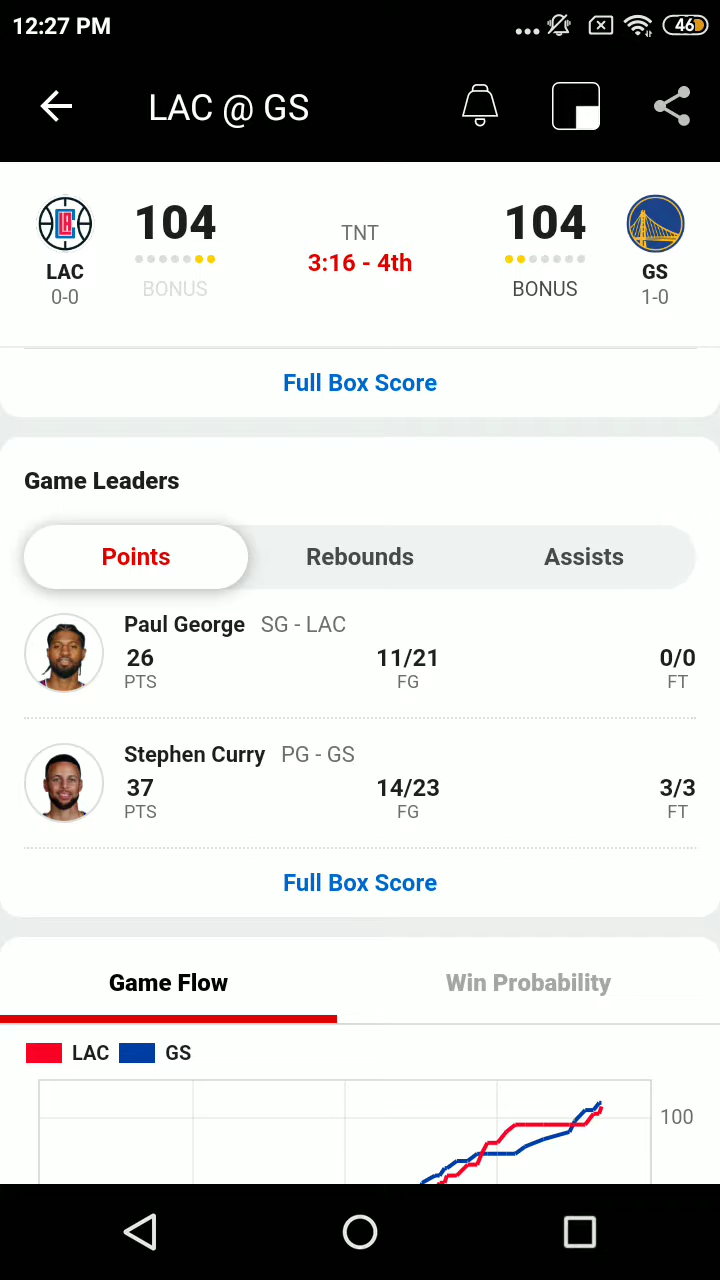 12:27 PM
46
LAC @ GS
104 TNT 104
3:16 - 4th
LAC BONUS BONUS GS
0-0 1-0
Full Box Score
Game Leaders
Points Rebounds Assists
Paul George SG - LAC
26 11/21 0/0
PTS FG FT
Stephen Curry PG - GS
37 14/23 3/3
PTS FG FT
Full Box Score
Game Flow Win Probability
LAC GS
100